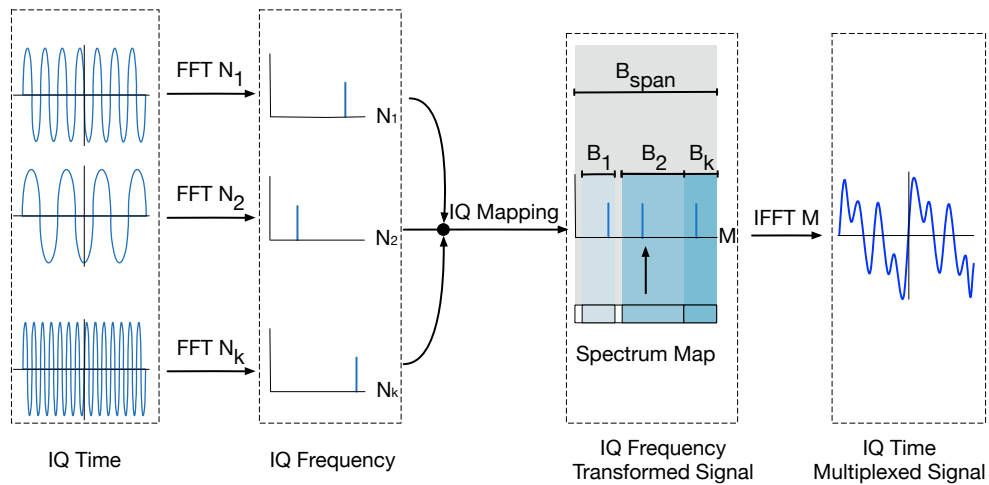 FFT N1
N1
FFT N2
N2
FFT Nk
Nk
IQ Time
IQ Frequency
IQ Mapping
Bspan
B1 B2 Bk
M
Spectrum Map
IQ Frequency
Transformed Signal
IFFT M
IQ Time
Multiplexed Signal